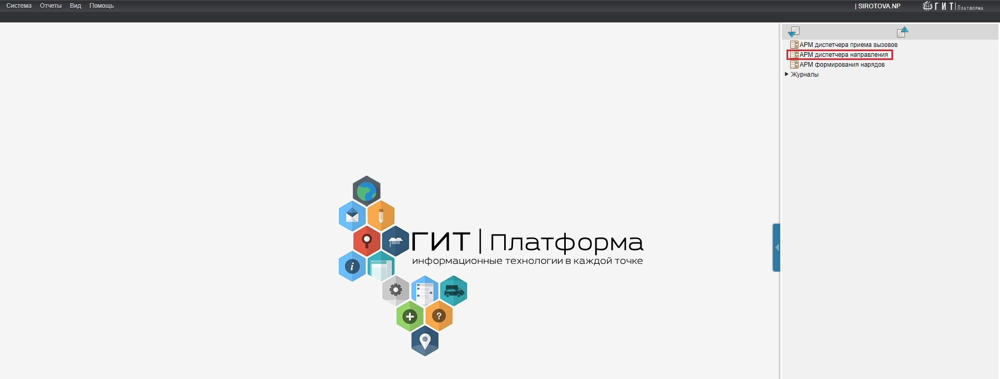 Система Отчеты Вид Помощь | SIROTOVA.NP ГИТ | Платформа
АРМ диспетчера приема вызовов
АРМ диспетчера направления
АРМ формирования нарядов
Журналы
ГИТ | Платформа
информационные технологии в каждой точке
i
?